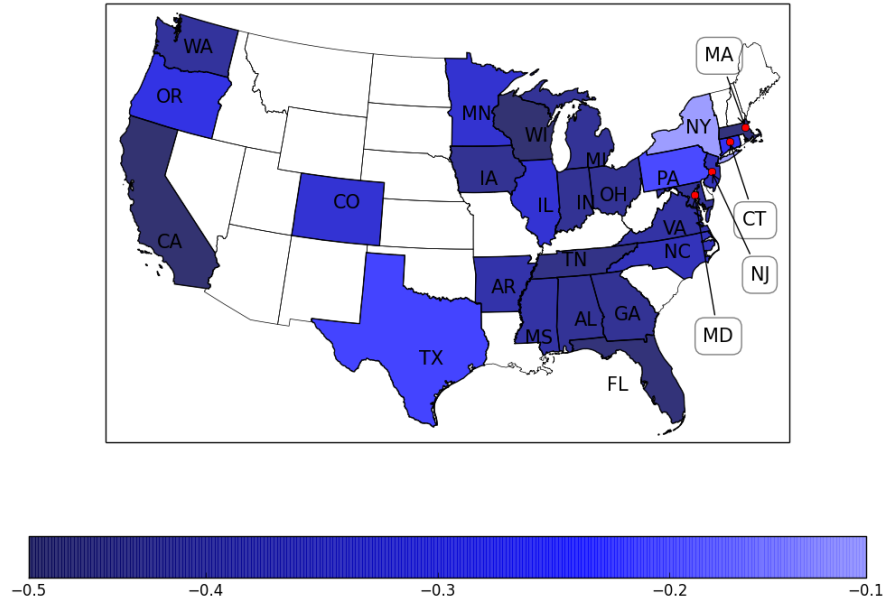 WA
MA
OR
MN
NY
WI
MI
IA
PA
CO
IL
IN
OH
CT
VA
CA
NC
TN
NJ
AR
GA
AL
MS
MD
TX
FL
−0.5
−0.4
−0.3
−0.2
−0.1